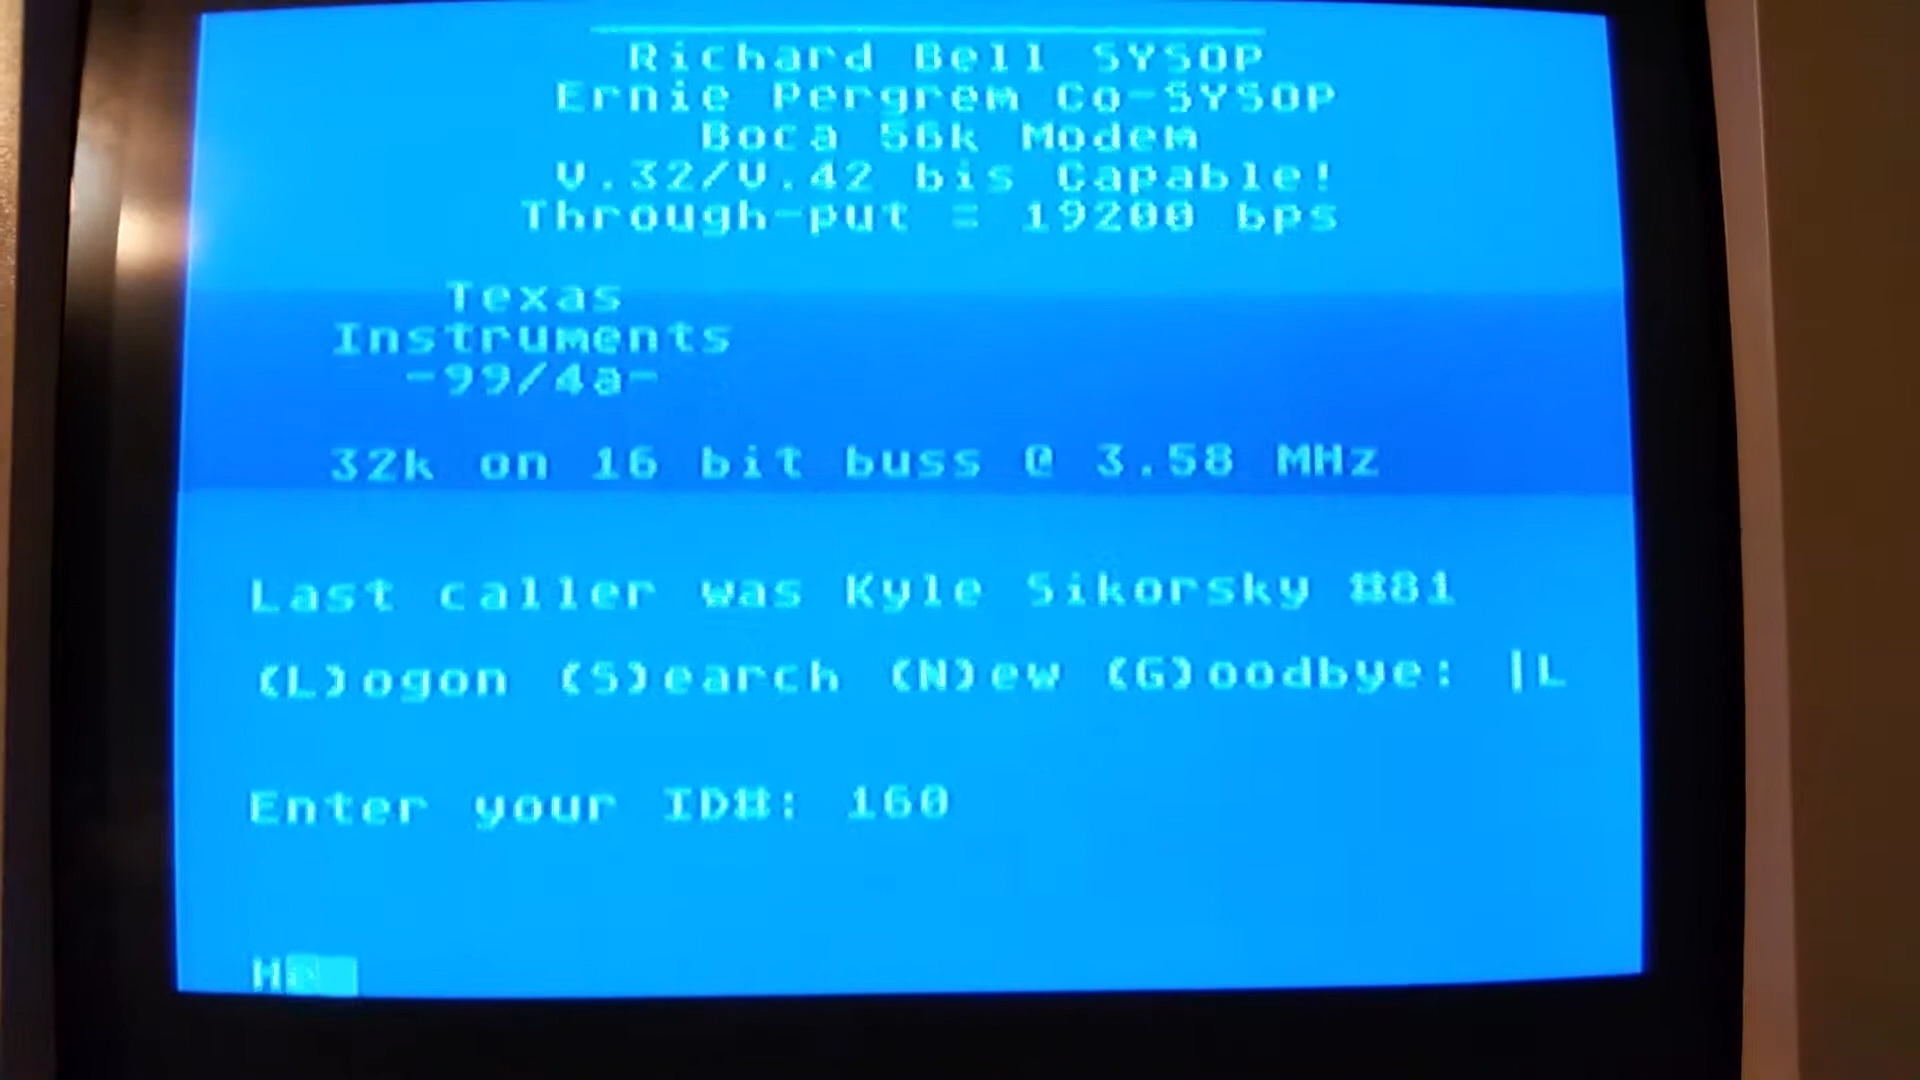 Richard Bell SYSOP
Ernie Pergrem Co-SYSOP
Boca 56k Modem
V.32/V.42 bis Capable!
Through-put = 19200 bps
Texas
Instruments
-99/4a-
32k on 16 bit buss @ 3.58 MHz
Last caller was Kyle Sikorsky #81
(L)ogon (S)earch (N)ew (G)oodbye: |L
Enter your ID#: 160